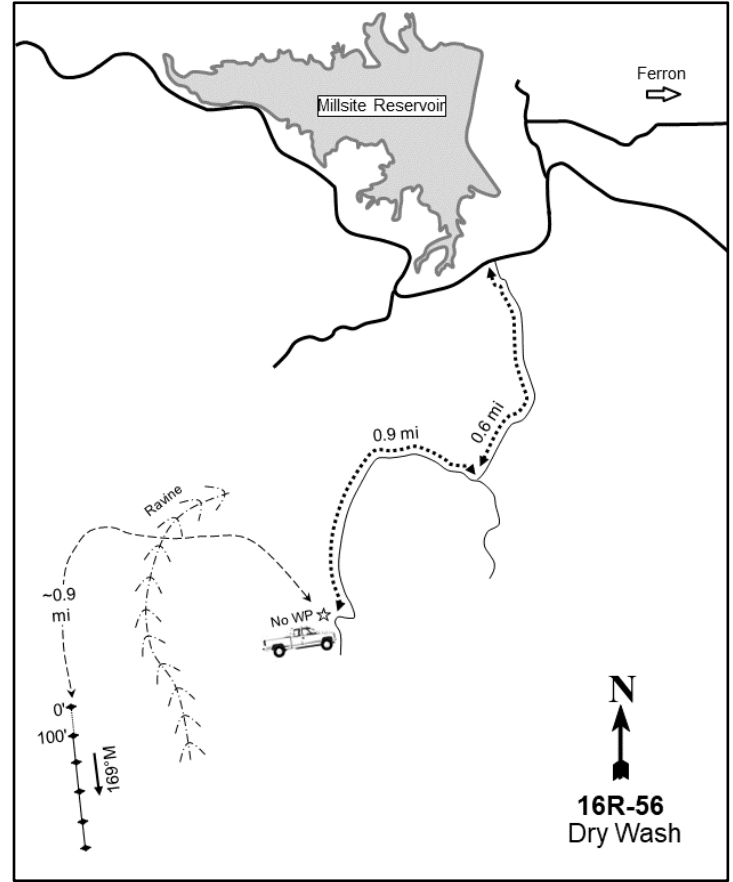 Ferron
Millsite Reservoir
0.6 mi
0.9 mi
Ravine
~0.9
mi
No WP
0'
100'
169°M
N
16R-56
Dry Wash